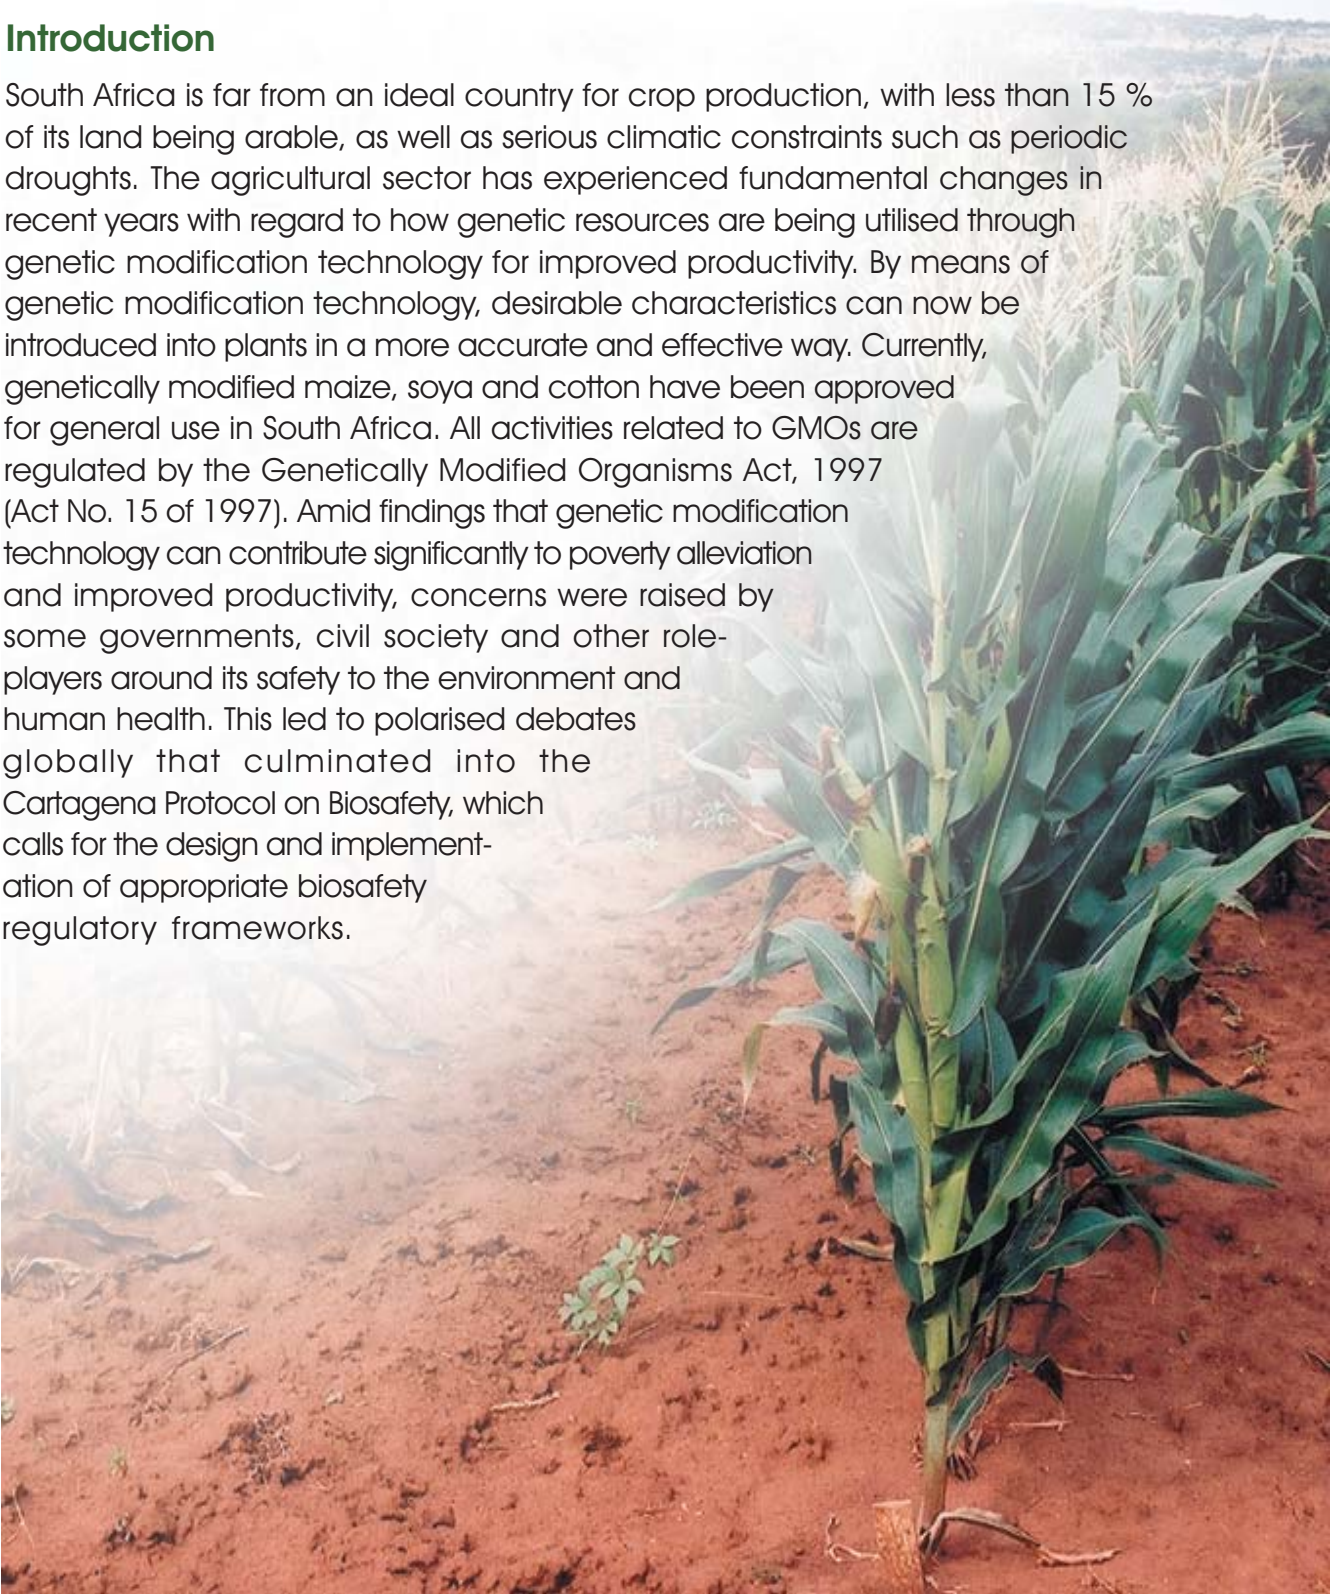 Introduction
South Africa is far from an ideal country for crop production, with less than 15 %
of its land being arable, as well as serious climatic constraints such as periodic
droughts. The agricultural sector has experienced fundamental changes in
recent years with regard to how genetic resources are being utilised through
genetic modification technology for improved productivity. By means of
genetic modification technology, desirable characteristics can now be
introduced into plants in a more accurate and effective way. Currently,
genetically modified maize, soya and cotton have been approved
for general use in South Africa. All activities related to GMOs are
regulated by the Genetically Modified Organisms Act, 1997
(Act No. 15 of 1997). Amid findings that genetic modification
technology can contribute significantly to poverty alleviation
and improved productivity, concerns were raised by
some governments, civil society and other role-
players around its safety to the environment and
human health. This led to polarised debates
globally that culminated into the
Cartagena Protocol on Biosafety, which
calls for the design and implement-
ation of appropriate biosafety
regulatory frameworks.